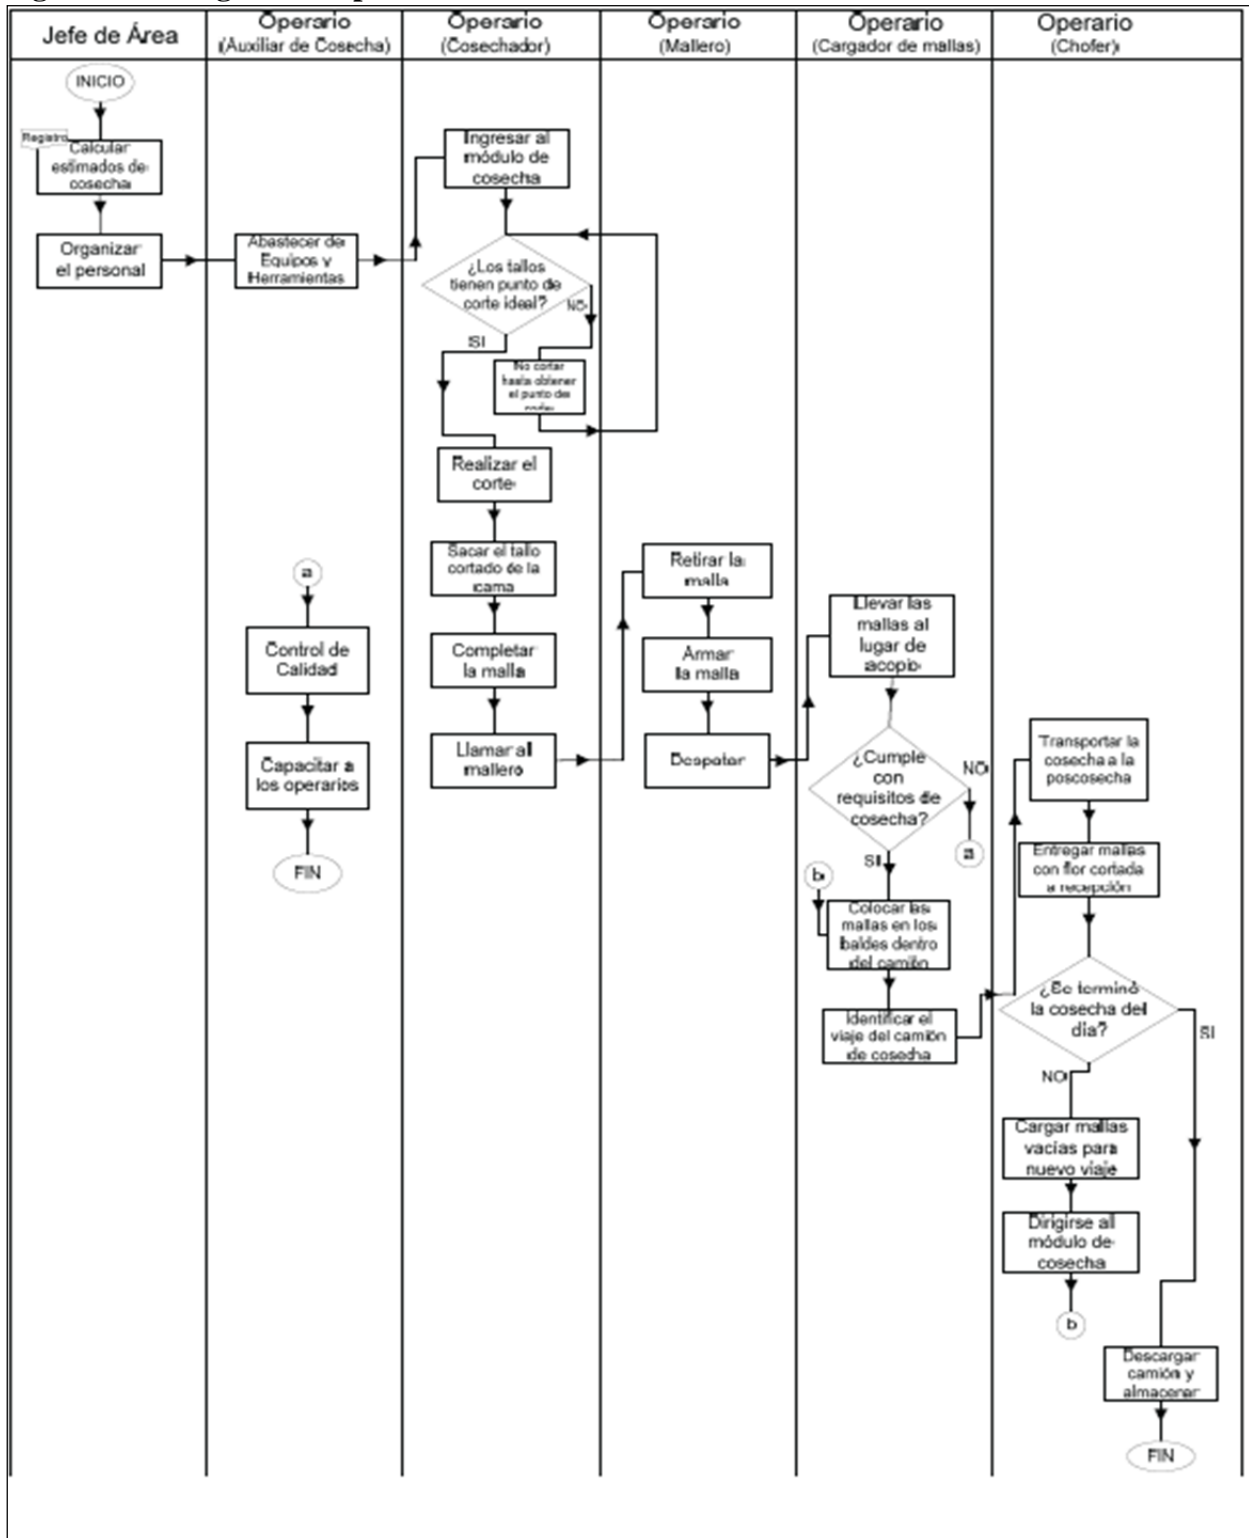 Jefe de Área
Operario
(Auxiliar de Cosecha)
Operario
(Cosechador)
Operario
(Mallero)
Operario
(Cargador de mallas)
Operario
(Chofer)
INICIO
Registro
Calcular
estimados de
cosecha
Organizar
el personal
Abastecer de
Equipos y
Herramientas
a
Control de
Calidad
Capacitar a
los operarios
FIN
Ingresar al
módulo de
cosecha
¿Los tallos
tienen punto de
corte ideal?
NO
SI
No cortar
hasta obtener
el punto de
corte
Realizar el
corte
Sacar el tallo
cortado de la
cama
Completar
la malla
Llamar al
mallero
Retirar la
malla
Armar
la malla
Despatar
Llevar las
mallas al
lugar de
acopio
¿Cumple
con
requisitos de
cosecha?
NO
a
SI
b
Colocar las
mallas en los
baldes dentro
del camión
Identificar el
viaje del camión
de cosecha
Transportar la
cosecha a la
poscosecha
Entregar mallas
con flor cortada
a recepción
¿Se terminó
la cosecha del
día?
SI
NO
Cargar mallas
vacías para
nuevo viaje
Dirigirse al
módulo de
cosecha
b
Descargar
camión y
almacenar
FIN